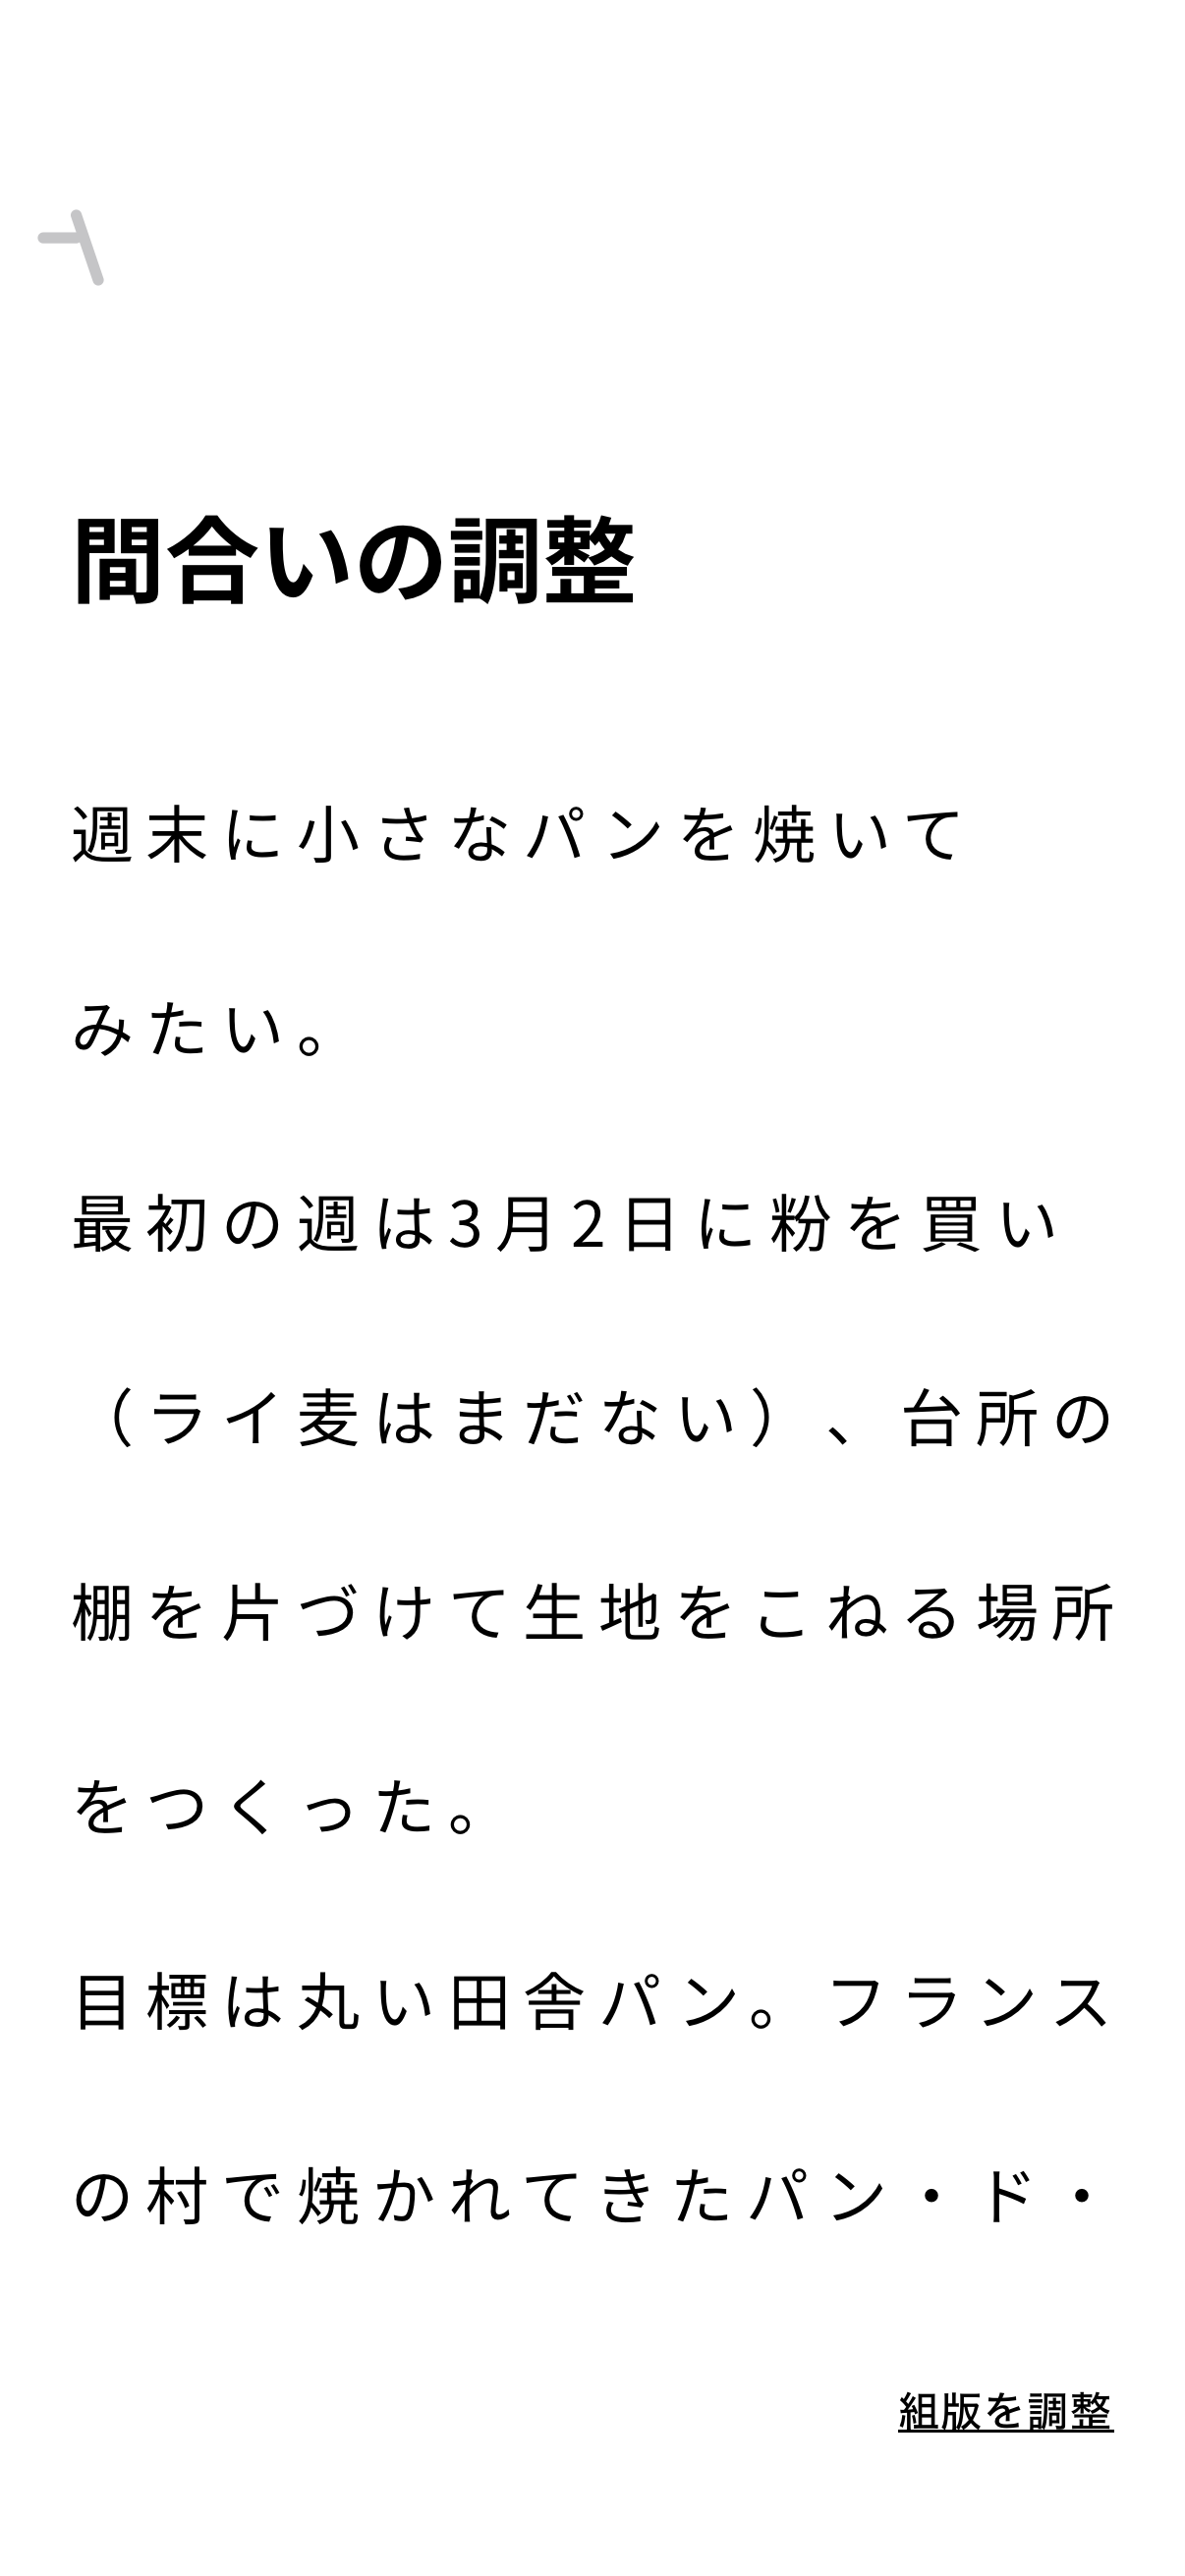 間合いの調整
週末に小さなパンを焼いて
みたい。
最初の週は3月2日に粉を買い
（ライ麦はまだない）、台所の
棚を片づけて生地をこねる場所
をつくった。
目標は丸い田舎パン。フランス
の村で焼かれてきたパン・ド・
組版を調整